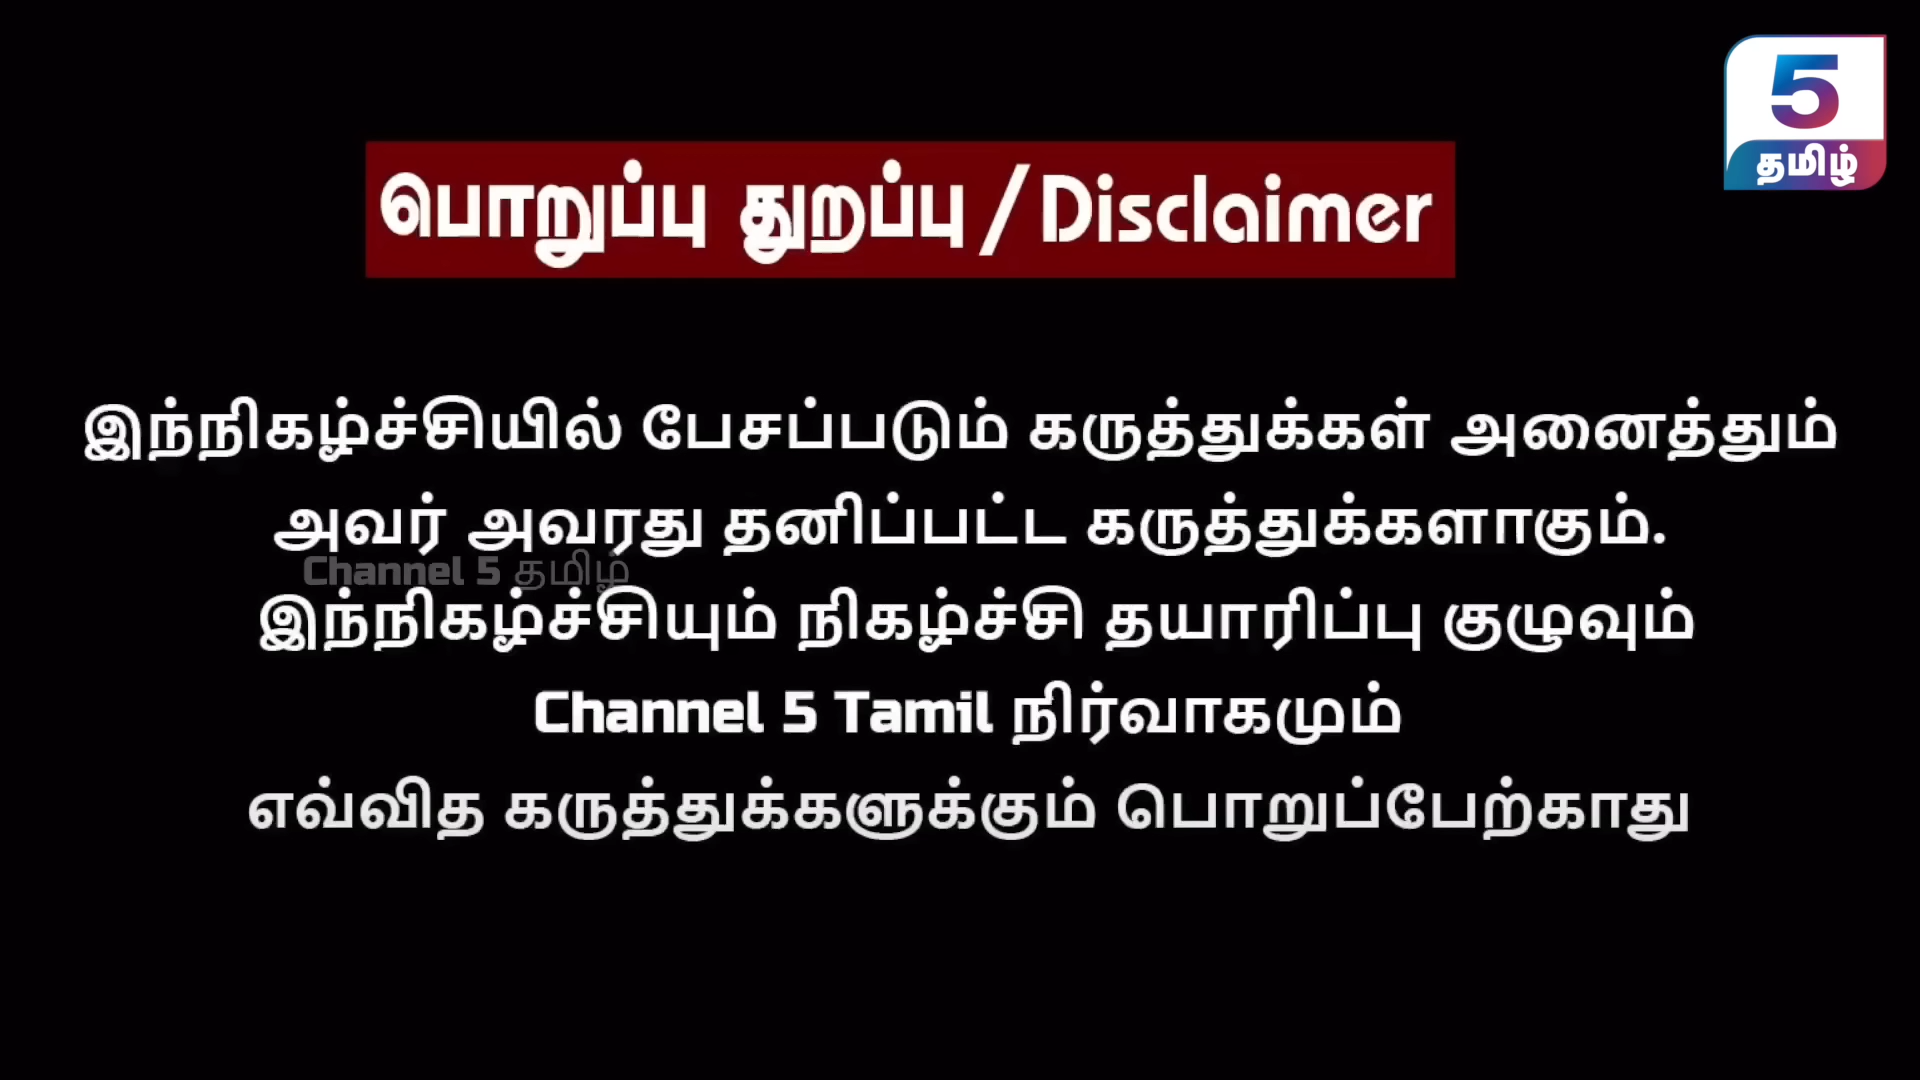 5
தமிழ்
பொறுப்பு துறப்பு/Disclaimer
இந்நிகழ்ச்சியில் பேசப்படும் கருத்துக்கள் அனைத்தும்
அவர் அவரது தனிப்பட்ட கருத்துக்களாகும்.
Channel 5 தமிழ்
இந்நிகழ்ச்சியும் நிகழ்ச்சி தயாரிப்பு குழுவும்
Channel 5 Tamil நிர்வாகமும்
எவ்வித கருத்துக்களுக்கும் பொறுப்பேற்காது